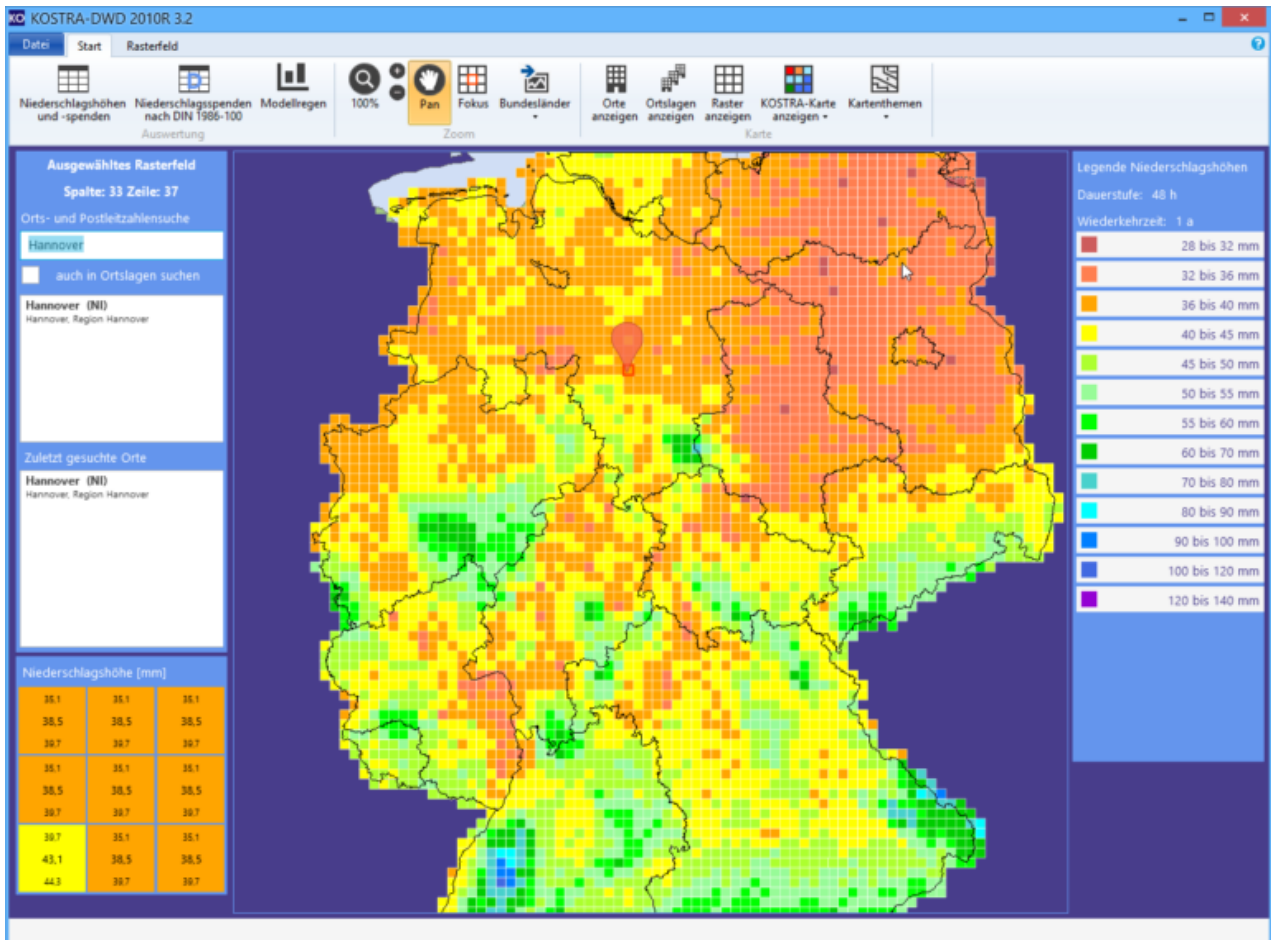 KO KOSTRA-DWD 2010R 3.2
Datei Start Rasterfeld
Niederschlagshöhen und -spenden
Niederschlagsspenden nach DIN 1986-100
Modellregen
Auswertung
100%
Pan
Fokus
Bundesländer
Zoom
Orte anzeigen
Ortslagen anzeigen
Raster anzeigen
KOSTRA-Karte anzeigen
Kartenthemen
Karte
Ausgewähltes Rasterfeld
Spalte: 33 Zeile: 37
Orts- und Postleitzahlensuche
Hannover
auch in Ortslagen suchen
Hannover (NI)
Hannover, Region Hannover
Zuletzt gesuchte Orte
Hannover (NI)
Hannover, Region Hannover
Niederschlagshöhe [mm]
35,1 35,1 35,1
38,5 38,5 38,5
39,7 39,7 39,7
35,1 35,1 35,1
38,5 38,5 38,5
39,7 39,7 39,7
39,7 35,1 35,1
43,1 38,5 38,5
44,3 39,7 39,7
Legende Niederschlagshöhen
Dauerstufe: 48 h
Wiederkehrzeit: 1 a
28 bis 32 mm
32 bis 36 mm
36 bis 40 mm
40 bis 45 mm
45 bis 50 mm
50 bis 55 mm
55 bis 60 mm
60 bis 70 mm
70 bis 80 mm
80 bis 90 mm
90 bis 100 mm
100 bis 120 mm
120 bis 140 mm